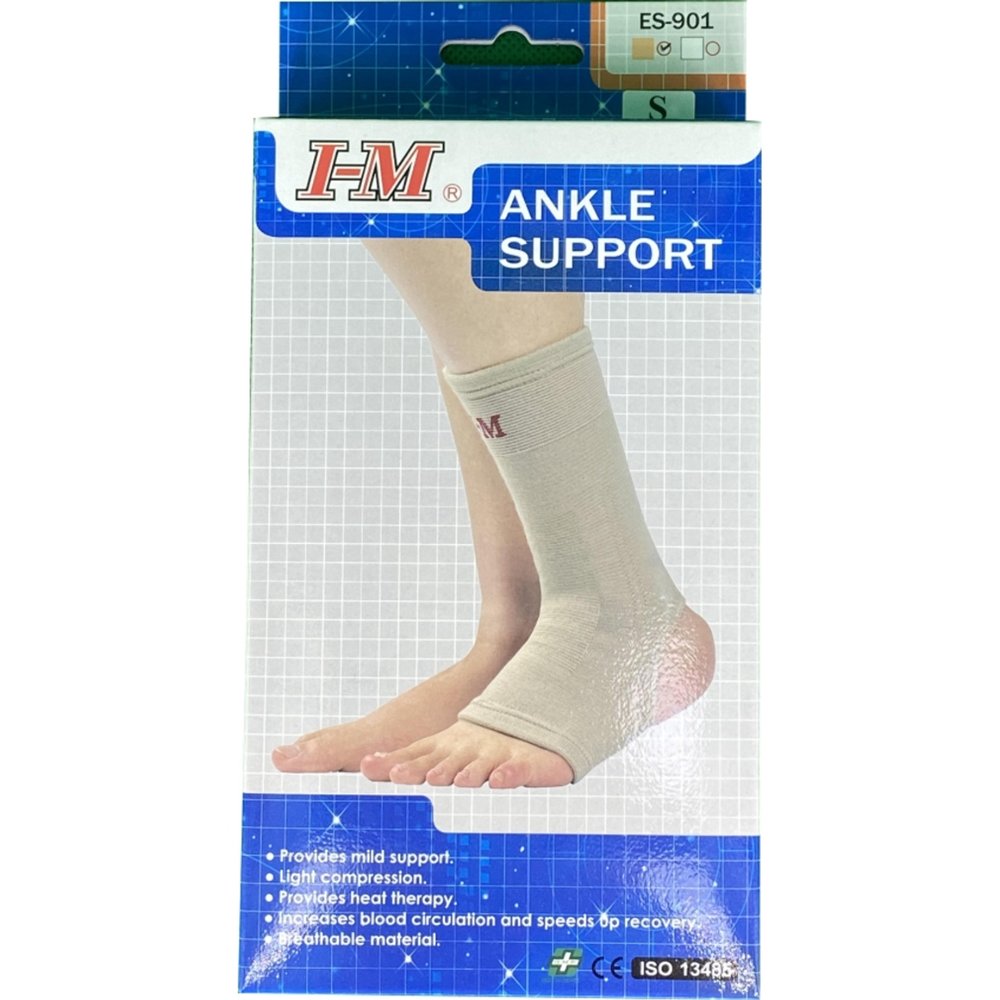 ES-901
S
I-M®
ANKLE
SUPPORT
-M
• Provides mild support.
• Light compression.
• Provides heat therapy.
• Increases blood circulation and speeds up recovery.
• Breathable material.
CE ISO 13485